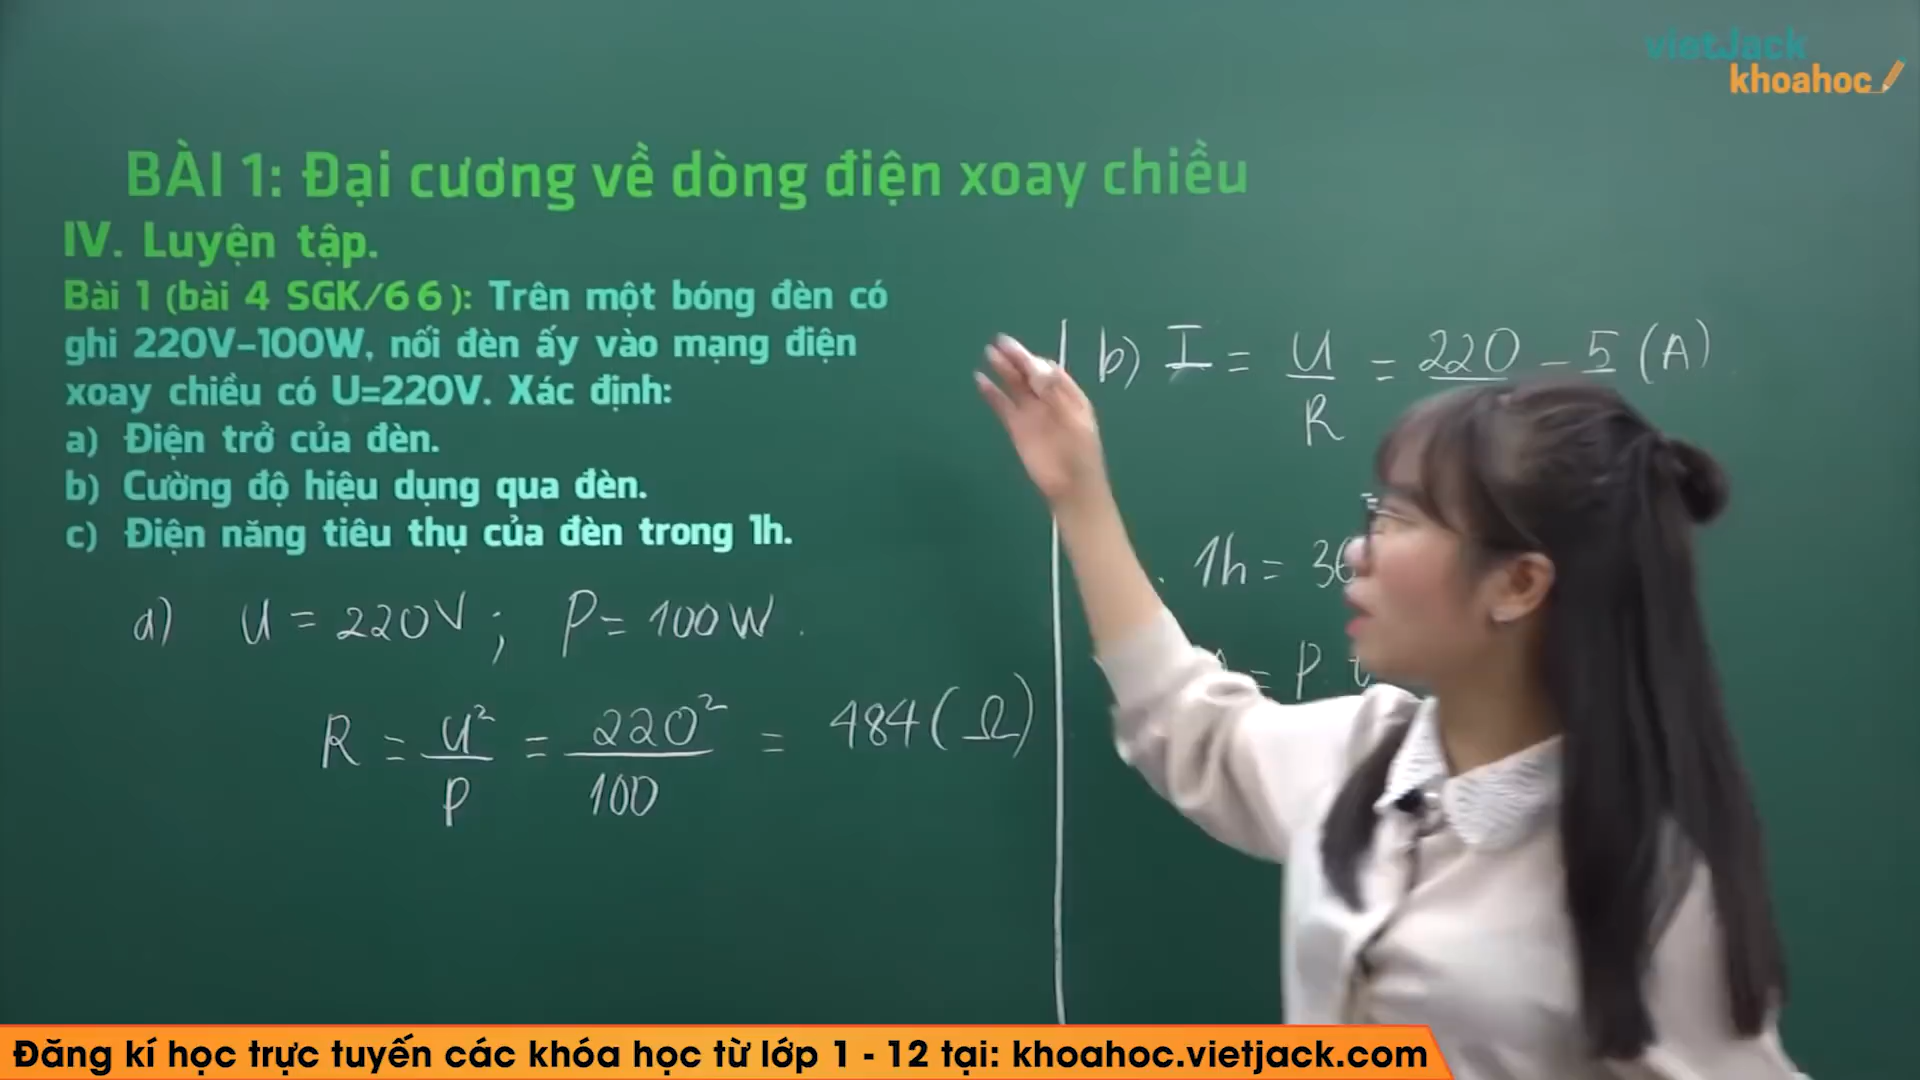 vietJack
khoahoc
BÀI 1: Đại cương về dòng điện xoay chiều
IV. Luyện tập.
Bài 1 (bài 4 SGK/66): Trên một bóng đèn có
ghi 220V-100W, nối đèn ấy vào mạng điện
xoay chiều có U=220V. Xác định:
a) Điện trở của đèn.
b) Cường độ hiệu dụng qua đèn.
c) Điện năng tiêu thụ của đèn trong 1h.
a) U = 220V ; P = 100W.
R = U² / P = 220² / 100 = 484 (Ω)
b) I = U / R = 220 = 5 (A)
1h = 36
= P. t
Đăng kí học trực tuyến các khóa học từ lớp 1 - 12 tại: khoahoc.vietjack.com